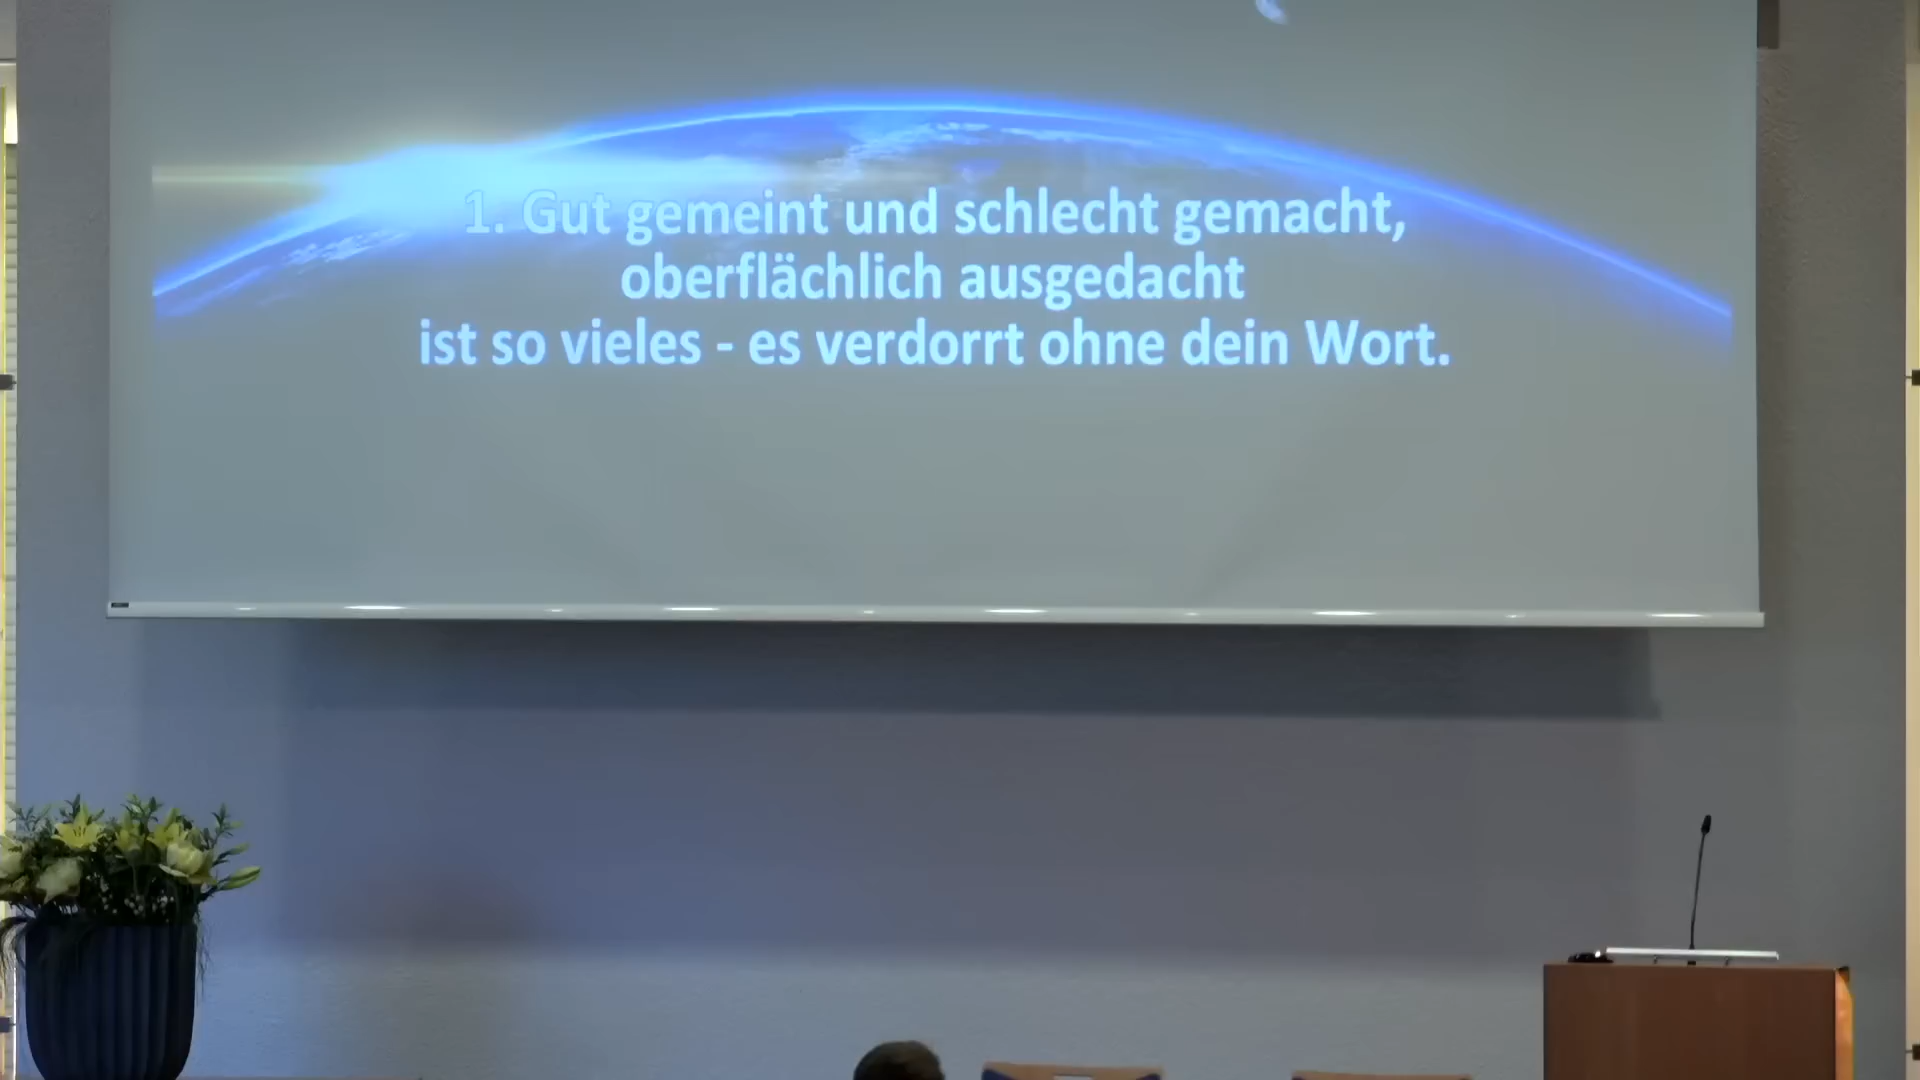 1. Gut gemeint und schlecht gemacht,
oberflächlich ausgedacht
ist so vieles - es verdorrt ohne dein Wort.